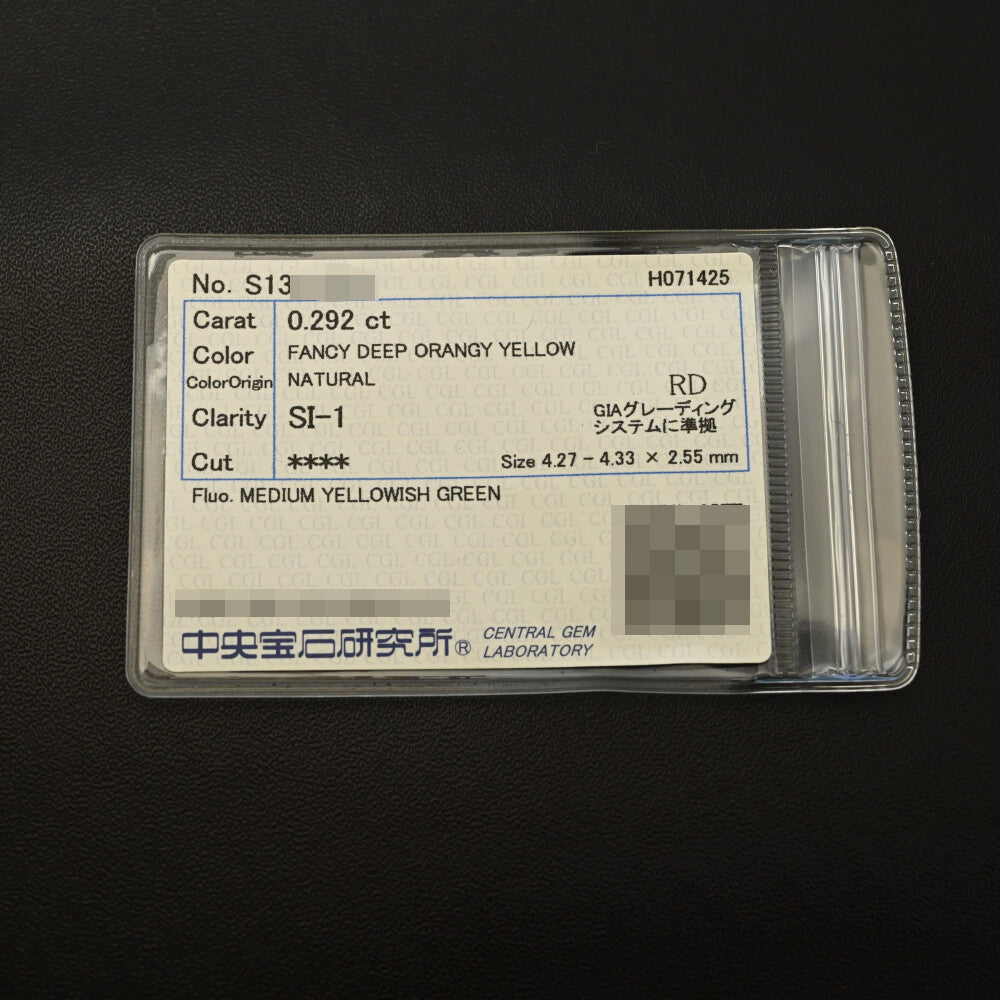 No. S13
H071425
Carat 0.292 ct
Color FANCY DEEP ORANGY YELLOW
ColorOrigin NATURAL
RD
Clarity SI-1
GIAグレーディング
システムに準拠
Cut ****
Size 4.27 - 4.33 × 2.55 mm
Fluo. MEDIUM YELLOWISH GREEN
中央宝石研究所® CENTRAL GEM
LABORATORY